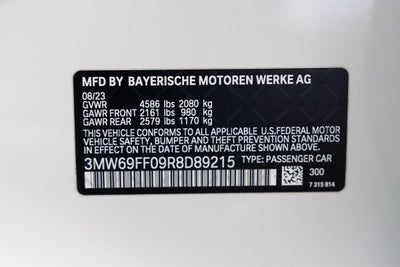 MFD BY BAYERISCHE MOTOREN WERKE AG
08/23
GVWR 4586 lbs 2080 kg
GAWR FRONT 2161 lbs 980 kg
GAWR REAR 2579 lbs 1170 kg
THIS VEHICLE CONFORMS TO ALL APPLICABLE U.S.FEDERAL MOTOR
VEHICLE SAFETY, BUMPER, AND THEFT PREVENTION STANDARDS
IN EFFECT ON THE DATE OF MANUFACTURE SHOWN ABOVE.
3MW69FF09R8D89215 TYPE: PASSENGER CAR
300
7 315 814